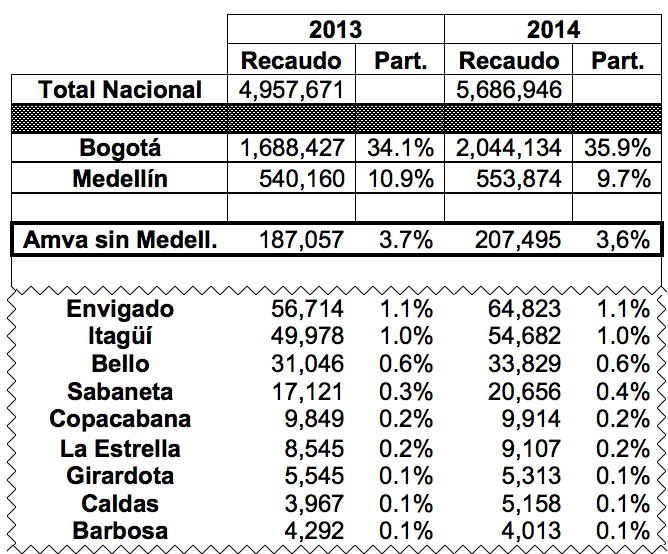 2013 2014
Recaudo Part. Recaudo Part.
Total Nacional 4,957,671 5,686,946
Bogotá 1,688,427 34.1% 2,044,134 35.9%
Medellín 540,160 10.9% 553,874 9.7%
Amva sin Medell. 187,057 3.7% 207,495 3,6%
Envigado 56,714 1.1% 64,823 1.1%
Itagüí 49,978 1.0% 54,682 1.0%
Bello 31,046 0.6% 33,829 0.6%
Sabaneta 17,121 0.3% 20,656 0.4%
Copacabana 9,849 0.2% 9,914 0.2%
La Estrella 8,545 0.2% 9,107 0.2%
Girardota 5,545 0.1% 5,313 0.1%
Caldas 3,967 0.1% 5,158 0.1%
Barbosa 4,292 0.1% 4,013 0.1%